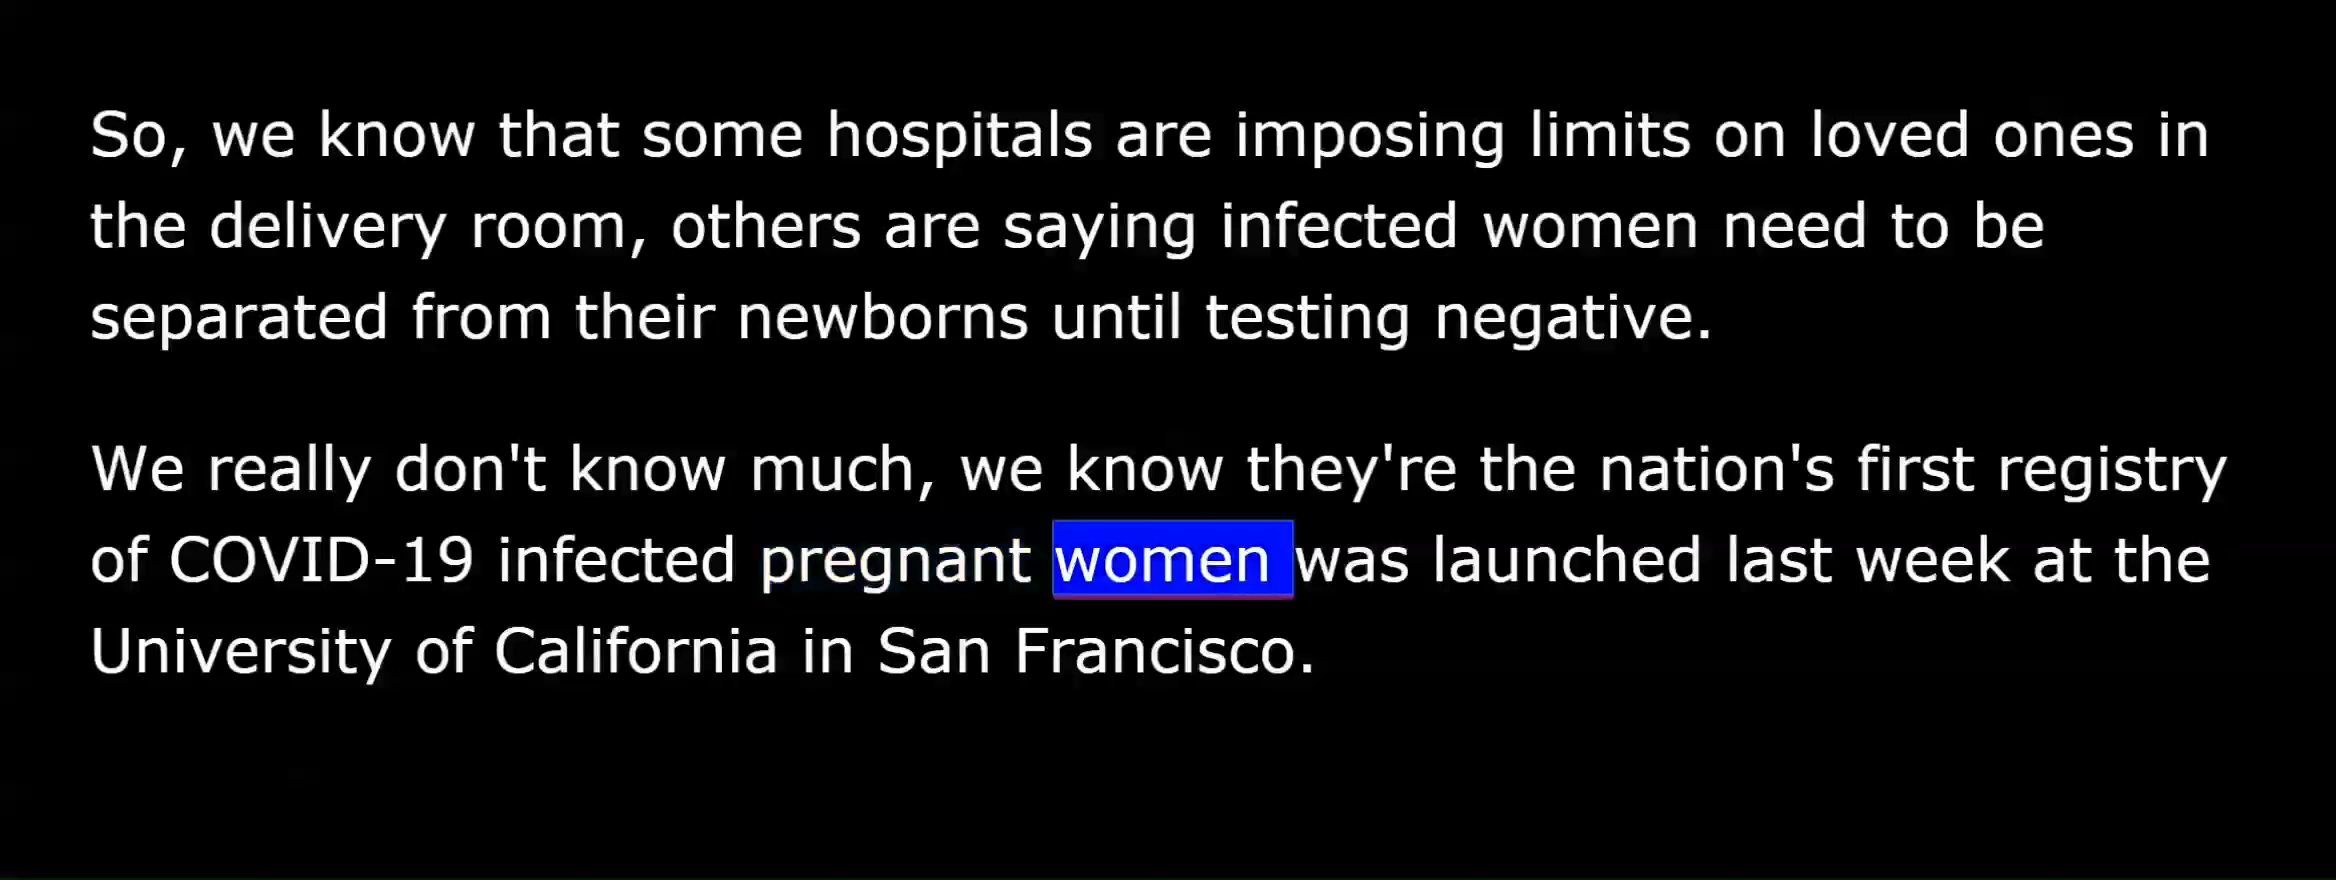 So, we know that some hospitals are imposing limits on loved ones in
the delivery room, others are saying infected women need to be
separated from their newborns until testing negative.
We really don't know much, we know they're the nation's first registry
of COVID-19 infected pregnant women was launched last week at the
University of California in San Francisco.